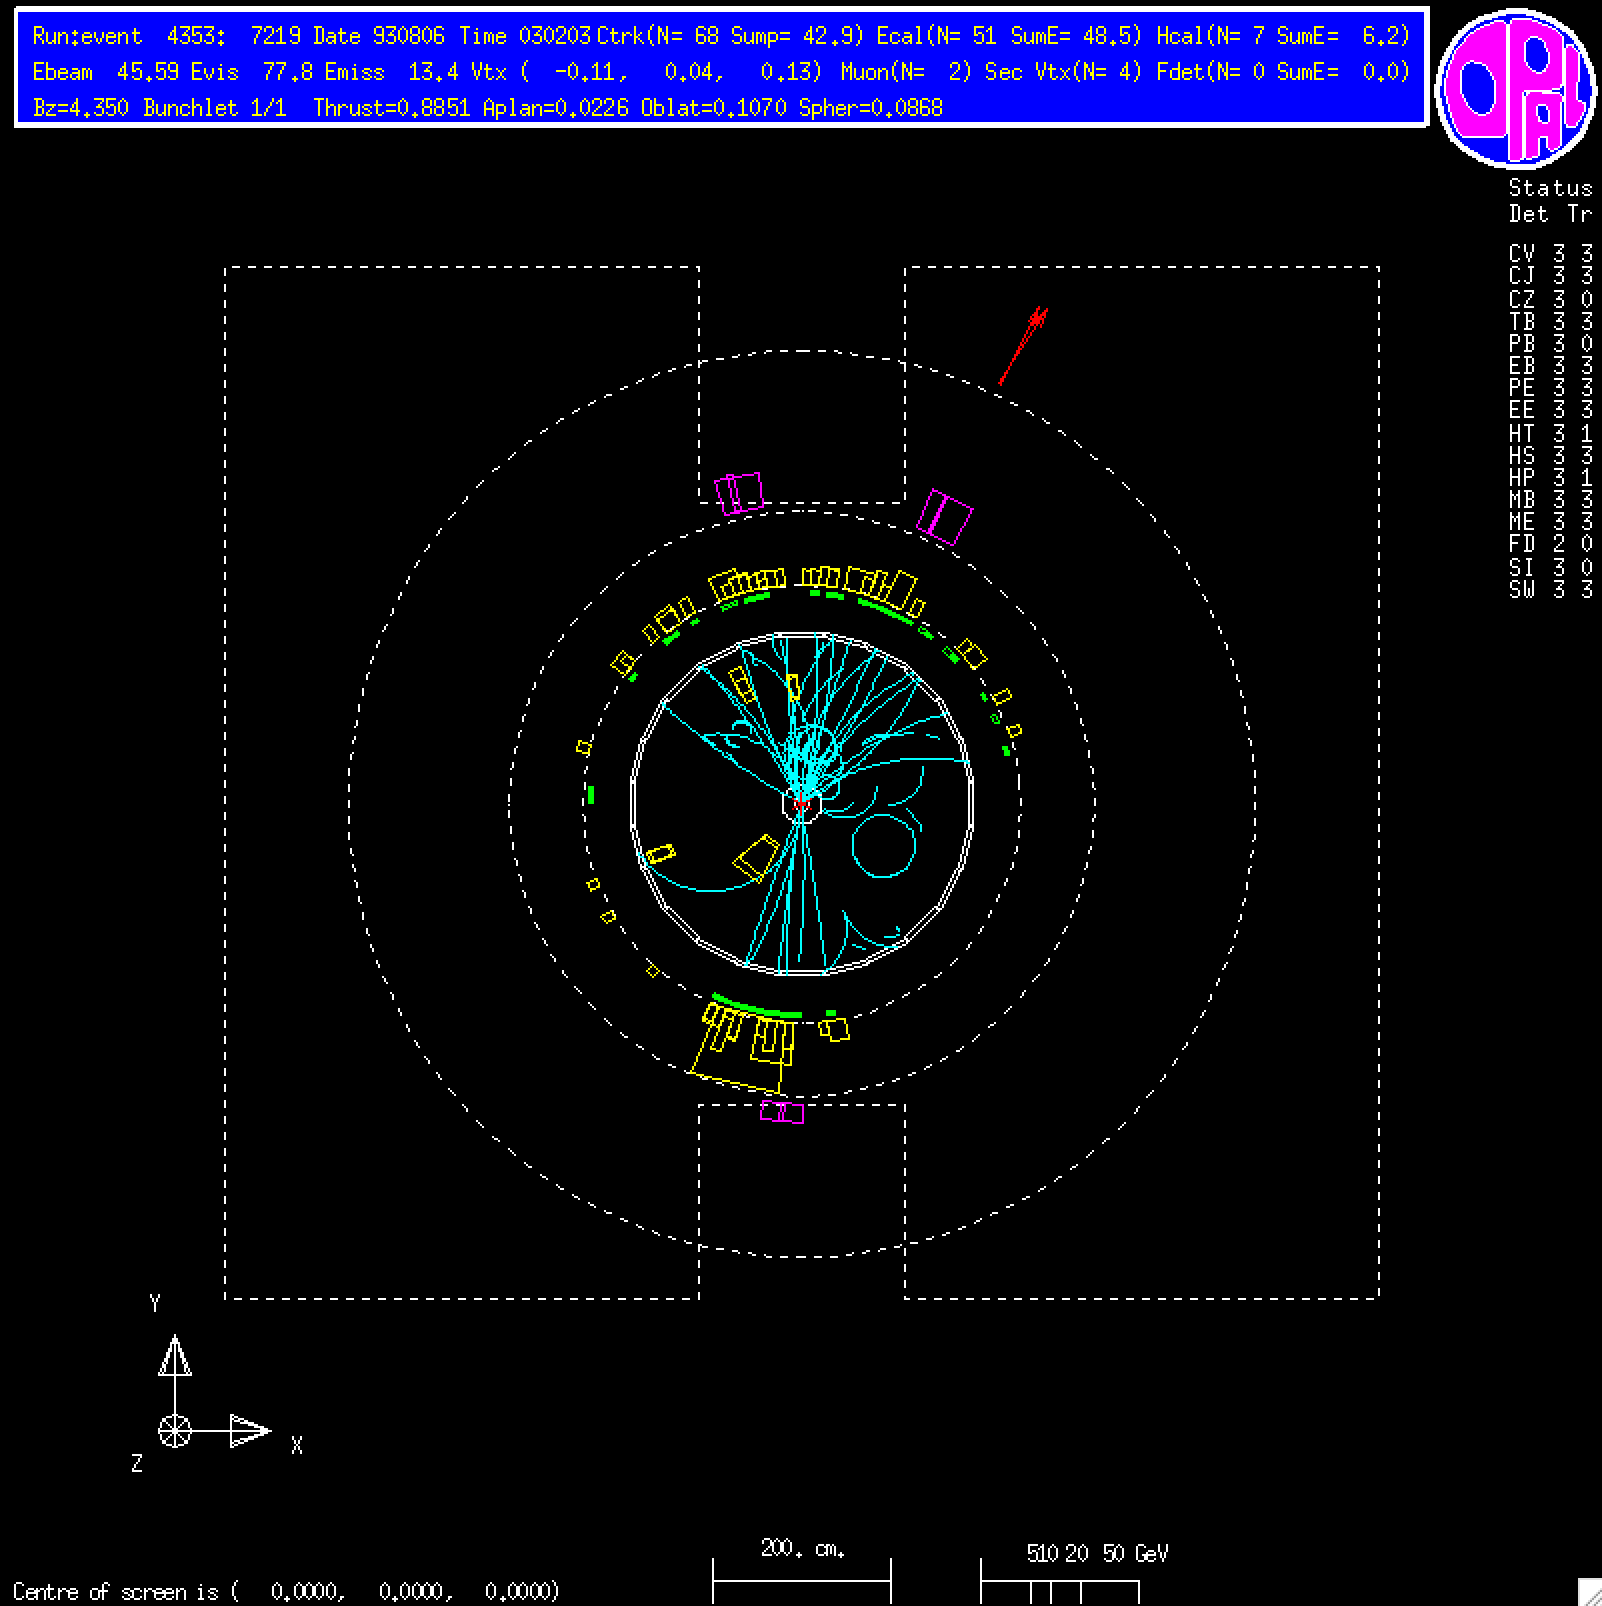 Run:event 4353: 7219 Date 930806 Time 030203 Ctrk(N= 68 Sump= 42.9) Ecal(N= 51 SumE= 48.5) Hcal(N= 7 SumE= 6.2)
Ebeam 45.59 Evis 77.8 Emiss 13.4 Vtx ( -0.11, 0.04, 0.13) Muon(N= 2) Sec Vtx(N= 4) Fdet(N= 0 SumE= 0.0)
Bz=4.350 Bunchlet 1/1 Thrust=0.8851 Aplan=0.0226 Oblat=0.1070 Spher=0.0868
OPAL
Status
Det Tr
CV 3 3
CJ 3 3
CZ 3 0
TB 3 3
PB 3 0
EB 3 3
PE 3 3
EE 3 3
HT 3 1
HS 3 3
HP 3 1
MB 3 3
ME 3 3
FD 2 0
SI 3 0
SW 3 3
Y
X
Z
200. cm.
5 10 20 50 GeV
Centre of screen is ( 0.0000, 0.0000, 0.0000)